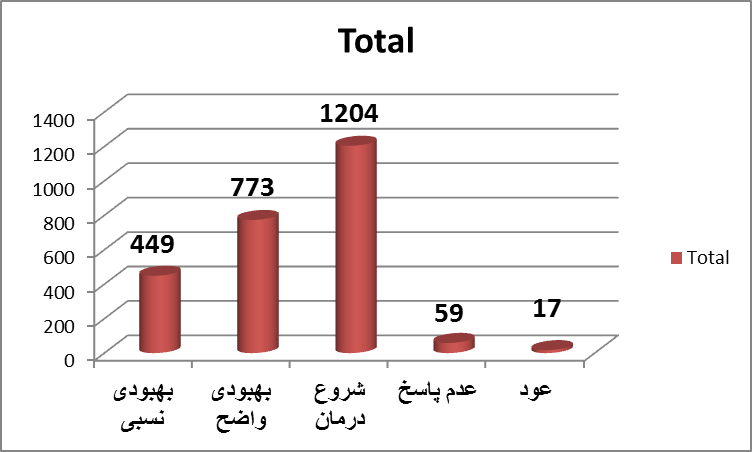 Total
1400
1200
1000
800
600
400
200
0
449
773
1204
59
17
بهبودی
نسبی
بهبودی
واضح
شروع
درمان
عدم پاسخ
عود
Total